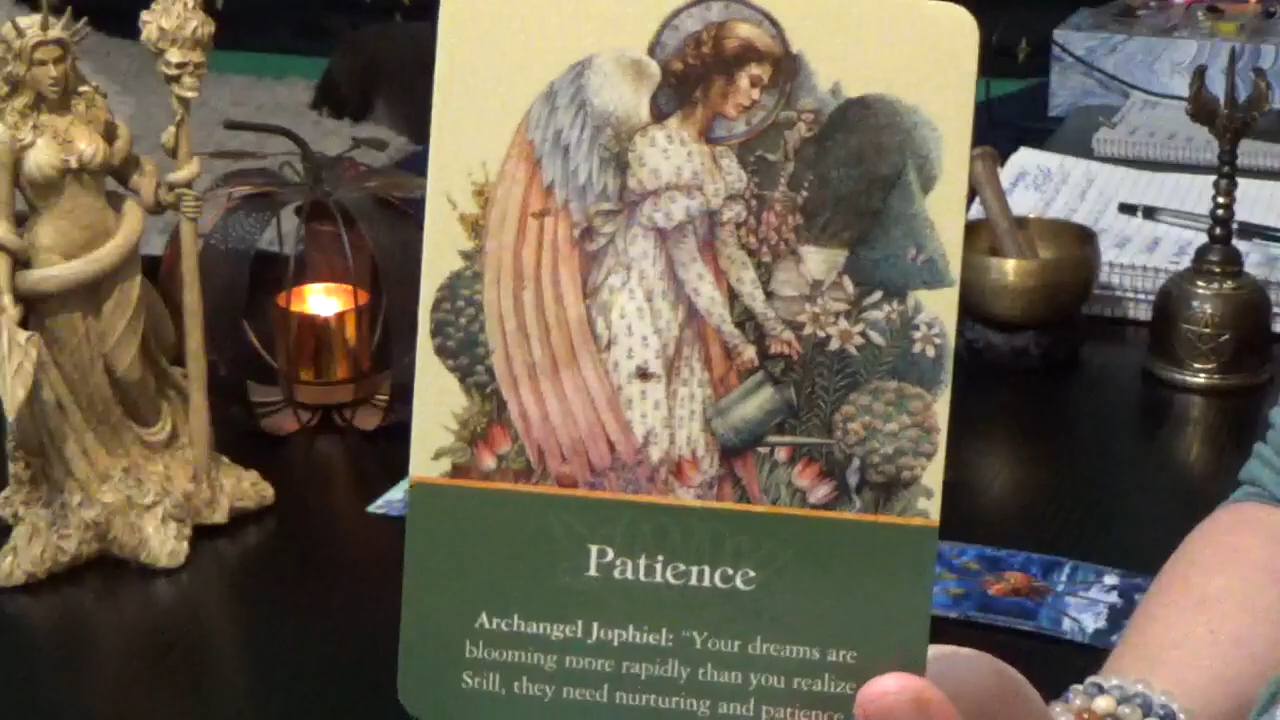 Patience
Archangel Jophiel: “Your dreams are
blooming more rapidly than you realize
Still, they need nurturing and patience